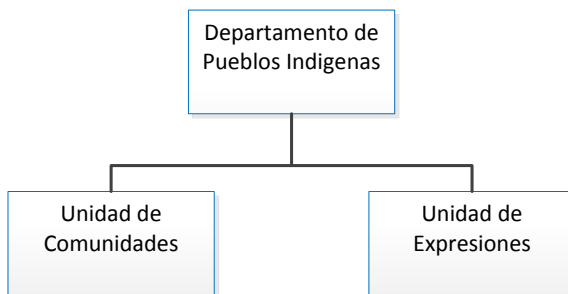 Departamento de
Pueblos Indigenas
Unidad de
Comunidades
Unidad de
Expresiones